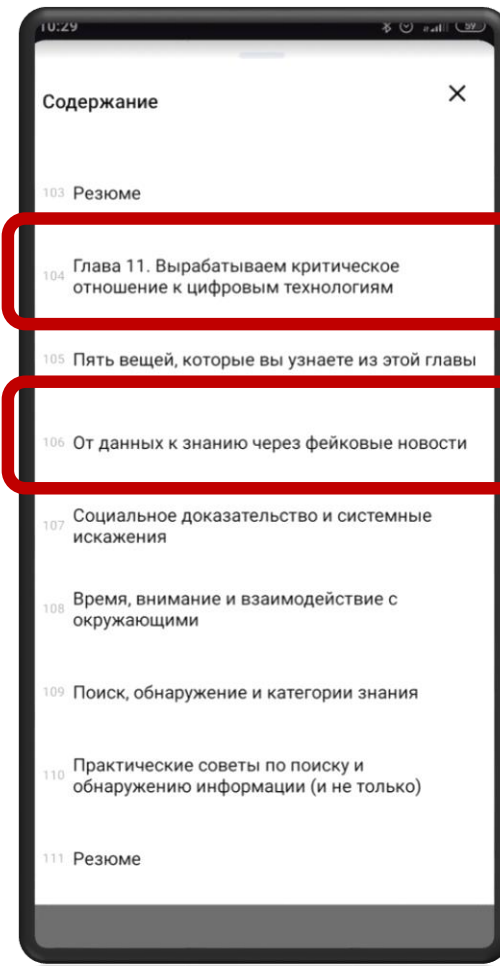 10:29
59
Содержание
103 Резюме
104 Глава 11. Вырабатываем критическое
отношение к цифровым технологиям
105 Пять вещей, которые вы узнаете из этой главы
106 От данных к знанию через фейковые новости
107 Социальное доказательство и системные
искажения
108 Время, внимание и взаимодействие с
окружающими
109 Поиск, обнаружение и категории знания
110 Практические советы по поиску и
обнаружению информации (и не только)
111 Резюме